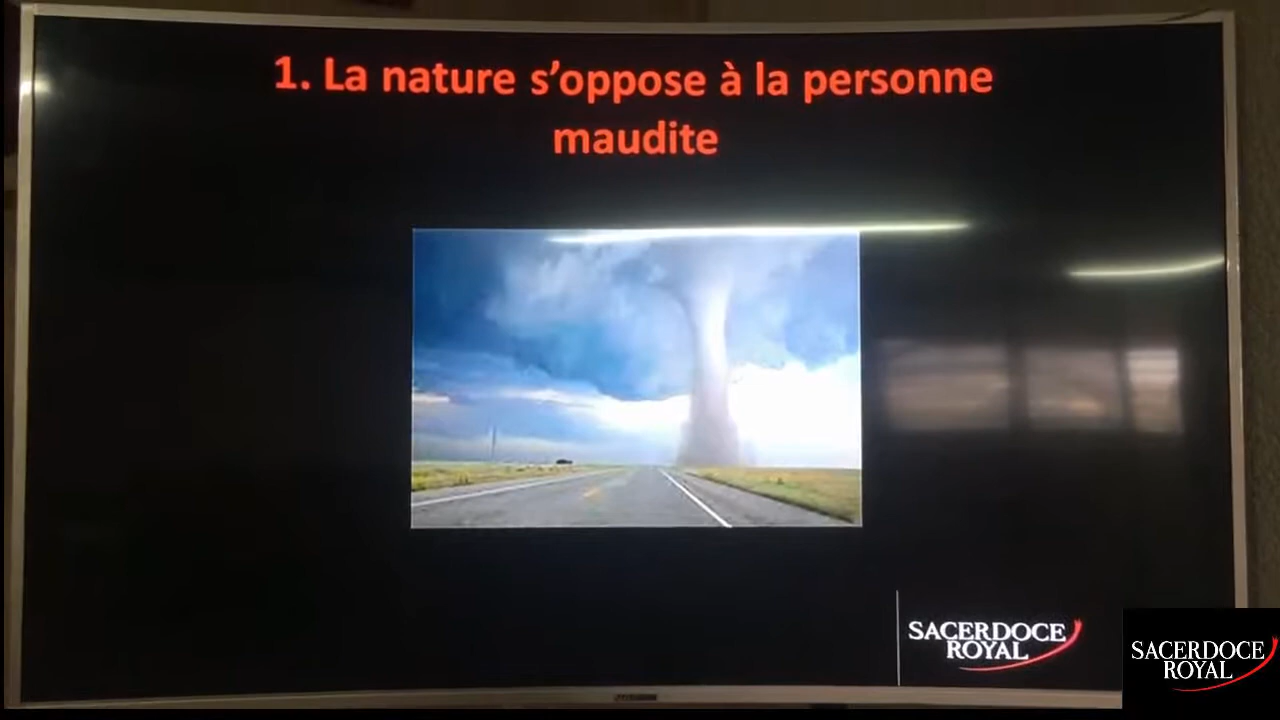 1. La nature s’oppose à la personne
maudite
SACERDOCE
ROYAL
SACERDOCE
ROYAL